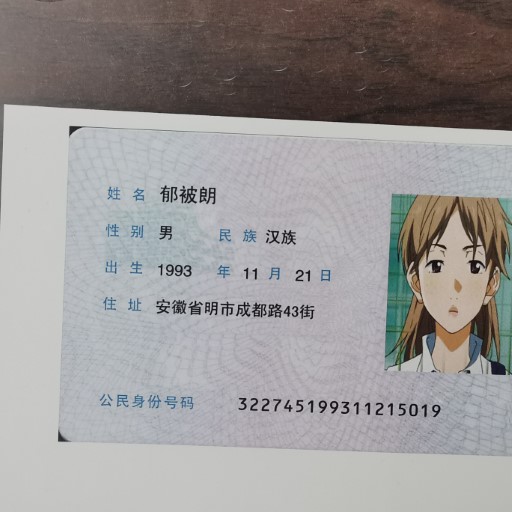 姓名 郁被朗
性别 男 民族 汉族
出生 1993 年 11 月 21 日
住址 安徽省明市成都路43街
公民身份号码 322745199311215019